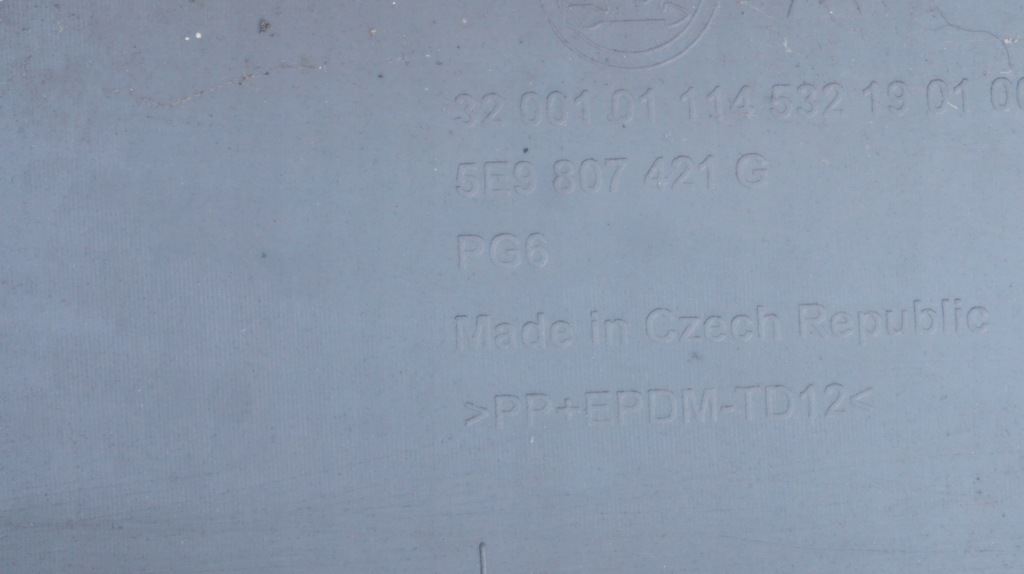 32 001 01 114 532 19 01 00
5E9 807 421 G
PG6
Made in Czech Republic
>PP+EPDM-TD12<